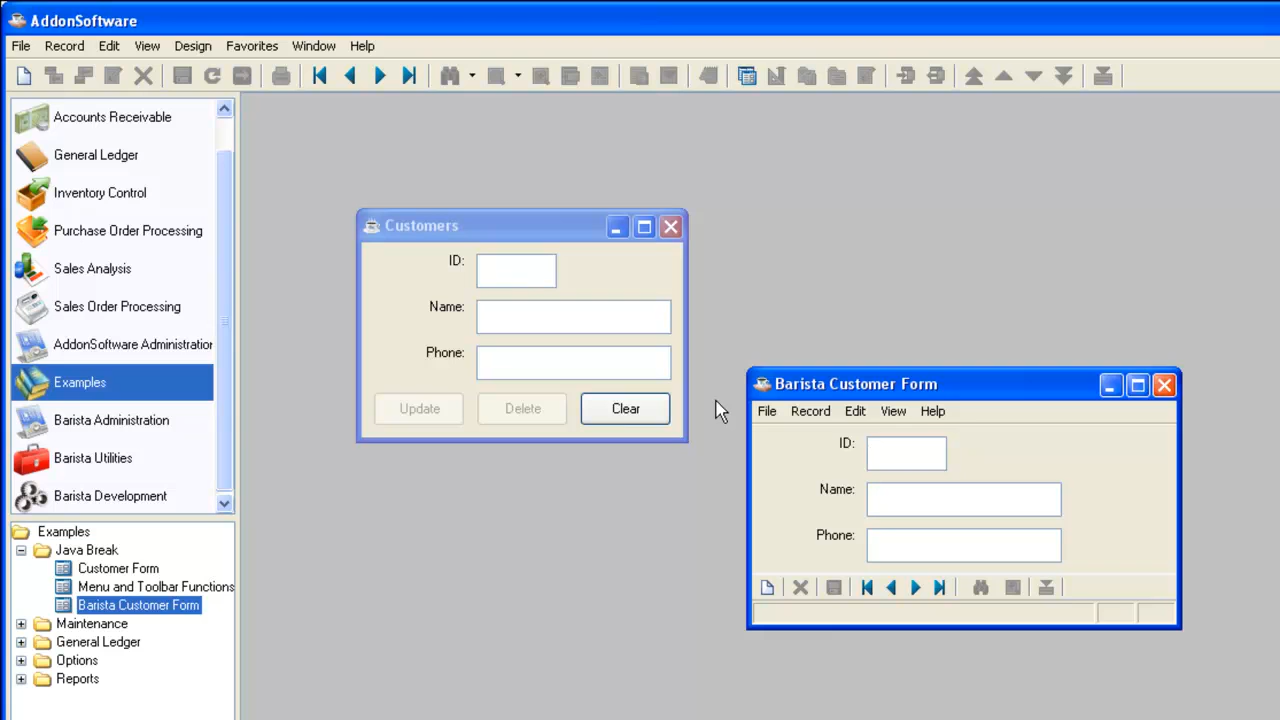 AddonSoftware
File Record Edit View Design Favorites Window Help
Accounts Receivable
General Ledger
Inventory Control
Purchase Order Processing
Sales Analysis
Sales Order Processing
AddonSoftware Administration
Examples
Barista Administration
Barista Utilities
Barista Development
Examples
Java Break
Customer Form
Menu and Toolbar Functions
Barista Customer Form
Maintenance
General Ledger
Options
Reports
Customers
ID:
Name:
Phone:
Update Delete Clear
Barista Customer Form
File Record Edit View Help
ID:
Name:
Phone: